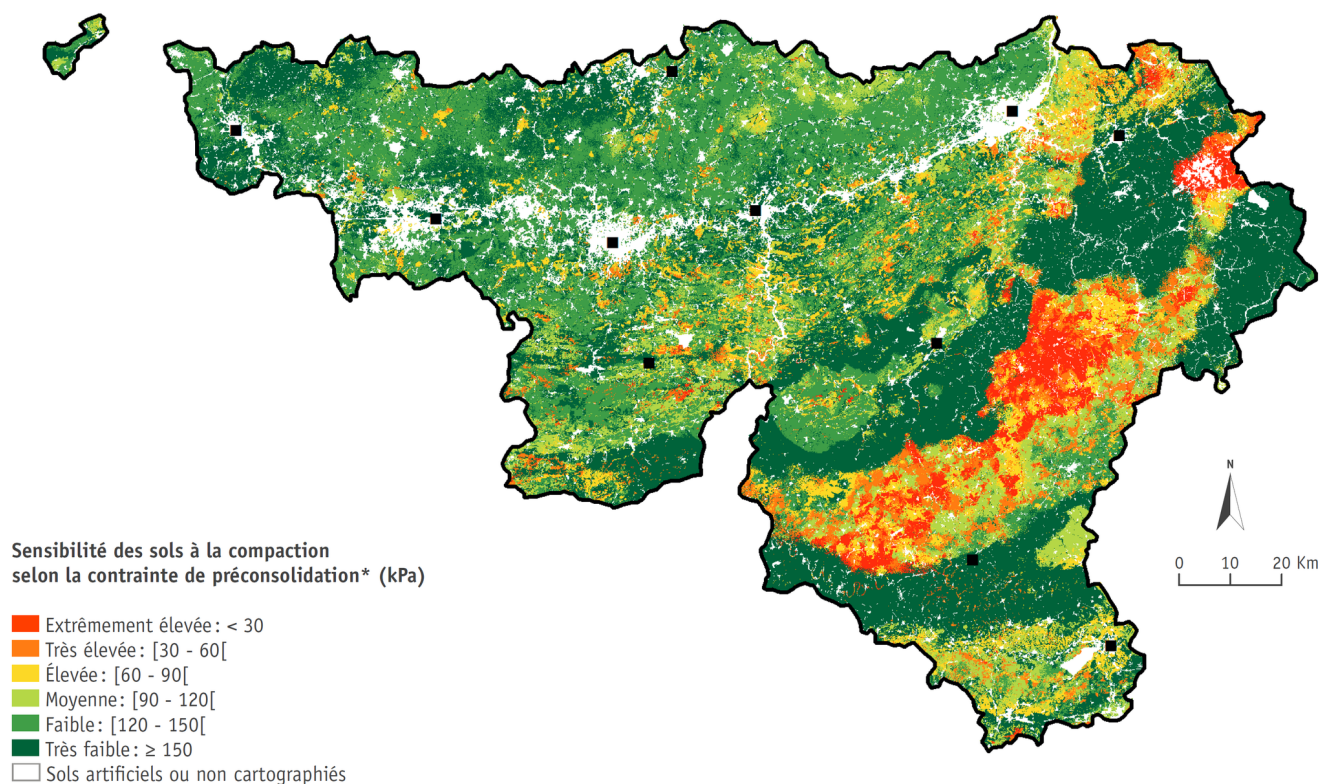 N
0 10 20 Km
Sensibilité des sols à la compaction
selon la contrainte de préconsolidation* (kPa)
Extrêmement élevée : < 30
Très élevée : [30 - 60[
Élevée : [60 - 90[
Moyenne : [90 - 120[
Faible : [120 - 150[
Très faible : ≥ 150
Sols artificiels ou non cartographiés